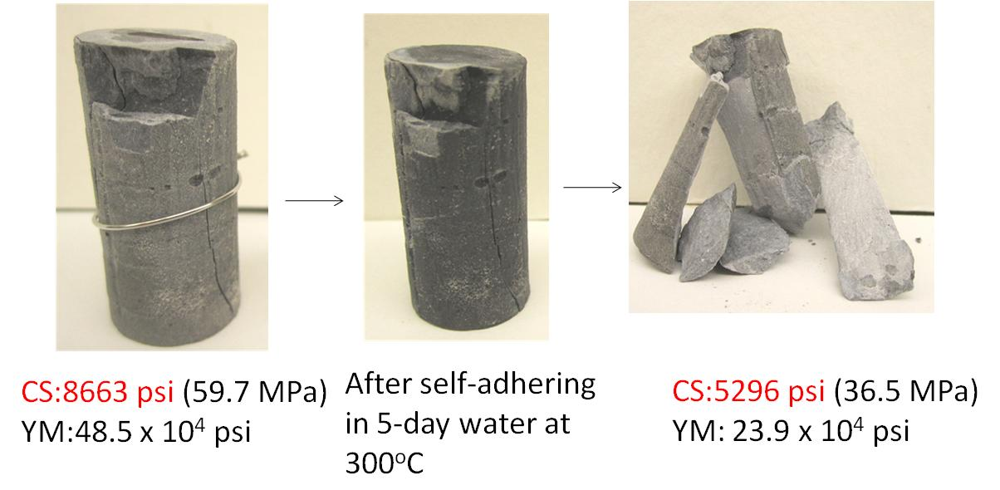 CS:8663 psi (59.7 MPa)
YM:48.5 x 10⁴ psi
After self-adhering
in 5-day water at
300ºC
CS:5296 psi (36.5 MPa)
YM: 23.9 x 10⁴ psi